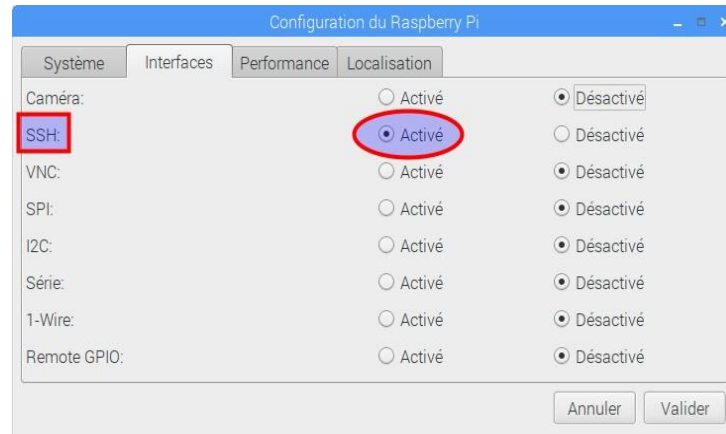 Configuration du Raspberry Pi
Système Interfaces Performance Localisation
Caméra: Activé Désactivé
SSH: Activé Désactivé
VNC: Activé Désactivé
SPI: Activé Désactivé
I2C: Activé Désactivé
Série: Activé Désactivé
1-Wire: Activé Désactivé
Remote GPIO: Activé Désactivé
Annuler Valider